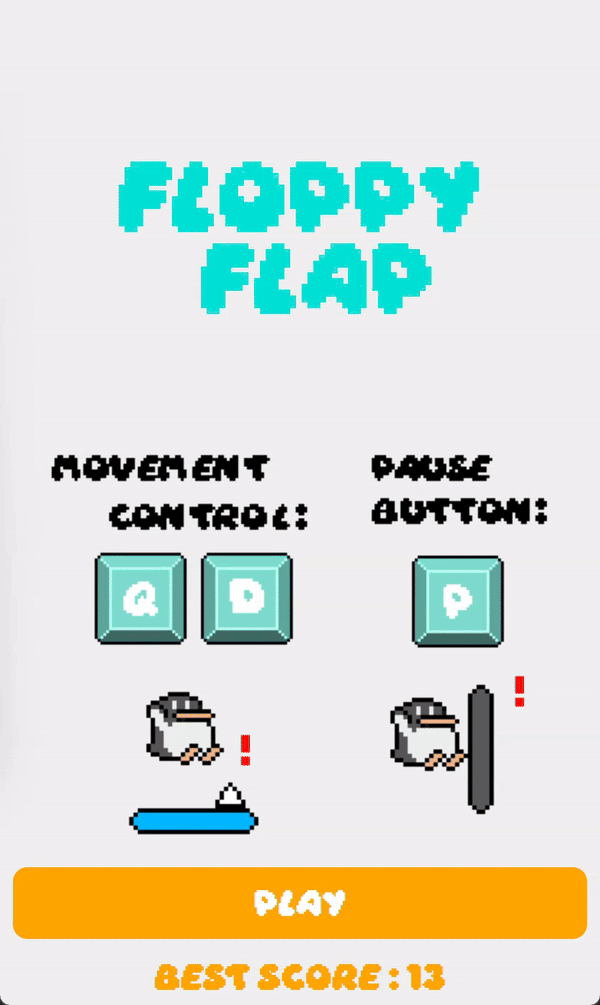 FLOPPY
FLAP
MOVEMENT
CONTROL:
PAUSE
BUTTON:
Q D
P
!
!
PLAY
BEST SCORE : 13